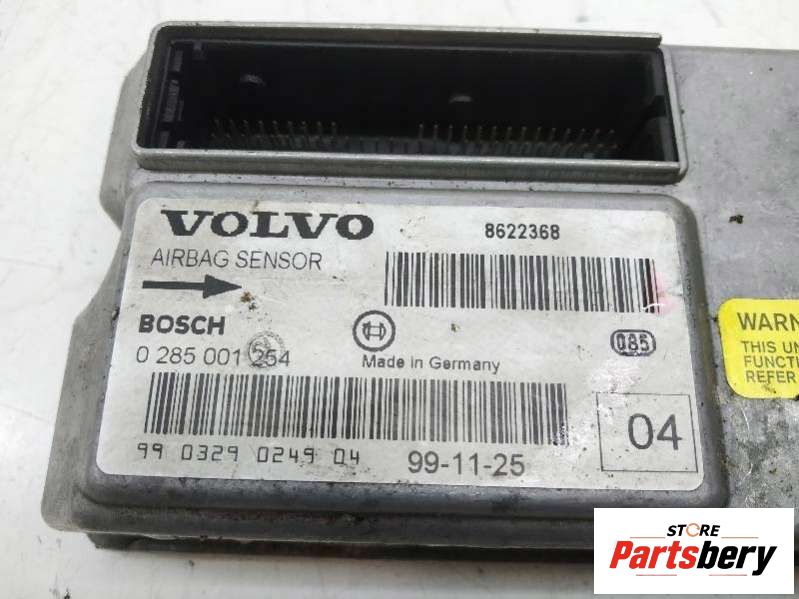 VOLVO
8622368
AIRBAG SENSOR
BOSCH
085
0 285 001 254
Made in Germany
04
99 0329 0249 04
99-11-25
WARN
THIS UN
FUNCTI
REFER
STORE
Partsbery